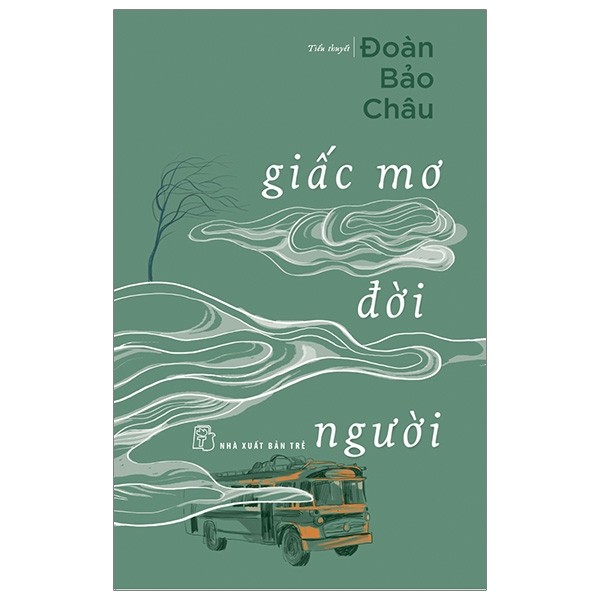 Tiểu thuyết
Đoàn
Bảo
Châu
giấc mơ
đời
người
NHÀ XUẤT BẢN TRẺ